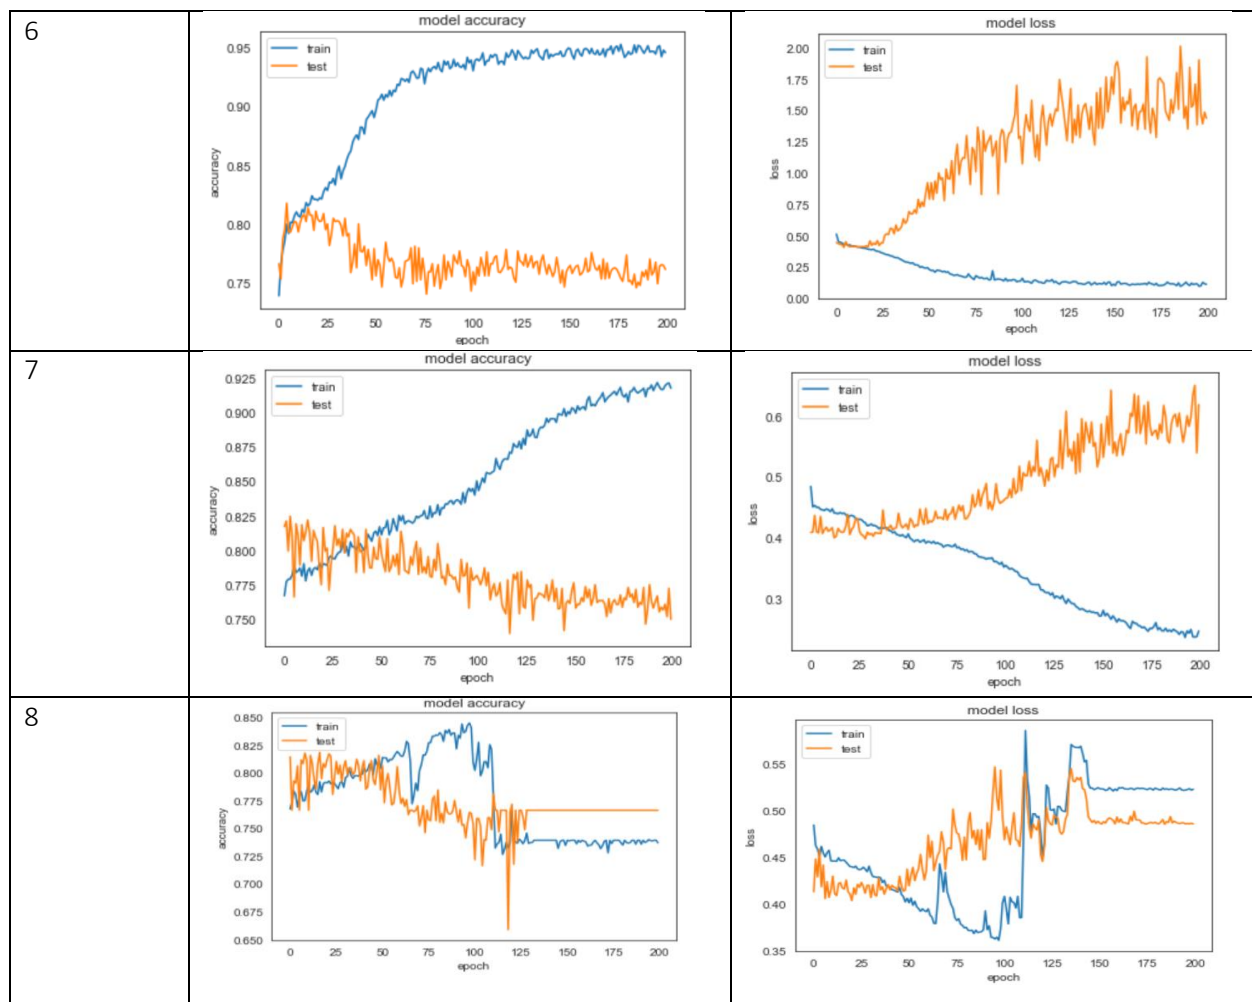 6
model accuracy
train
test
0.95
0.90
0.85
0.80
0.75
accuracy
0 25 50 75 100 125 150 175 200
epoch
model loss
train
test
2.00
1.75
1.50
1.25
1.00
0.75
0.50
0.25
0.00
loss
0 25 50 75 100 125 150 175 200
epoch
7
model accuracy
train
test
0.925
0.900
0.875
0.850
0.825
0.800
0.775
0.750
accuracy
0 25 50 75 100 125 150 175 200
epoch
model loss
train
test
0.6
0.5
0.4
0.3
loss
0 25 50 75 100 125 150 175 200
epoch
8
model accuracy
train
test
0.850
0.825
0.800
0.775
0.750
0.725
0.700
0.675
0.650
accuracy
0 25 50 75 100 125 150 175 200
epoch
model loss
train
test
0.55
0.50
0.45
0.40
0.35
loss
0 25 50 75 100 125 150 175 200
epoch